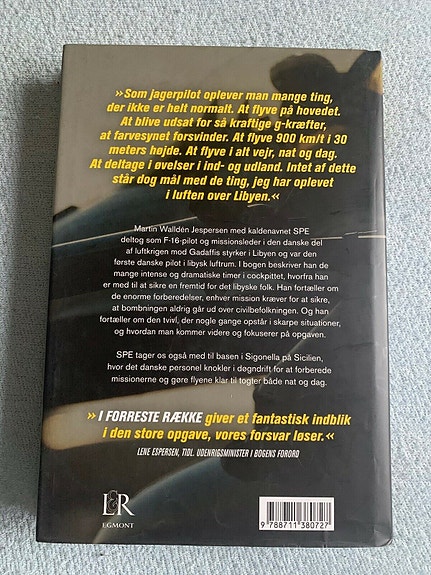 »Som jagerpilot oplever man mange ting,
der ikke er helt normalt. At flyve på hovedet.
At blive udsat for så kraftige g-kræfter,
at farvesynet forsvinder. At flyve 900 km/t i 30
meters højde. At flyve i alt vejr, nat og dag.
At deltage i øvelser i ind- og udland. Intet af dette
står dog mål med de ting, jeg har oplevet
i luften over Libyen.«
Martin Walldén Jespersen med kaldenavnet SPE
deltog som F-16-pilot og missionsleder i den danske del
af luftkrigen mod Gadaffis styrker i Libyen og var den
første danske pilot i libysk luftrum. I bogen beskriver han de
mange intense og dramatiske timer i cockpittet, hvorfra han
er med til at sikre en fremtid for det libyske folk. Han fortæller om
de enorme forberedelser, enhver mission kræver for at sikre,
at bombningen aldrig går ud over civilbefolkningen. Og han
fortæller om den tvivl, der nogle gange opstår i skarpe situationer,
og hvordan man kommer videre og fokuserer på opgaven.
SPE tager os også med til basen i Sigonella på Sicilien,
hvor det danske personel knokler i døgndrift for at forberede
missionerne og gøre flyene klar til togter både nat og dag.
»I FORRESTE RÆKKE giver et fantastisk indblik
i den store opgave, vores forsvar løser.«
LENE ESPERSEN, TIDL. UDENRIGSMINISTER I BOGENS FORORD
L&R
EGMONT
9 788711 380727